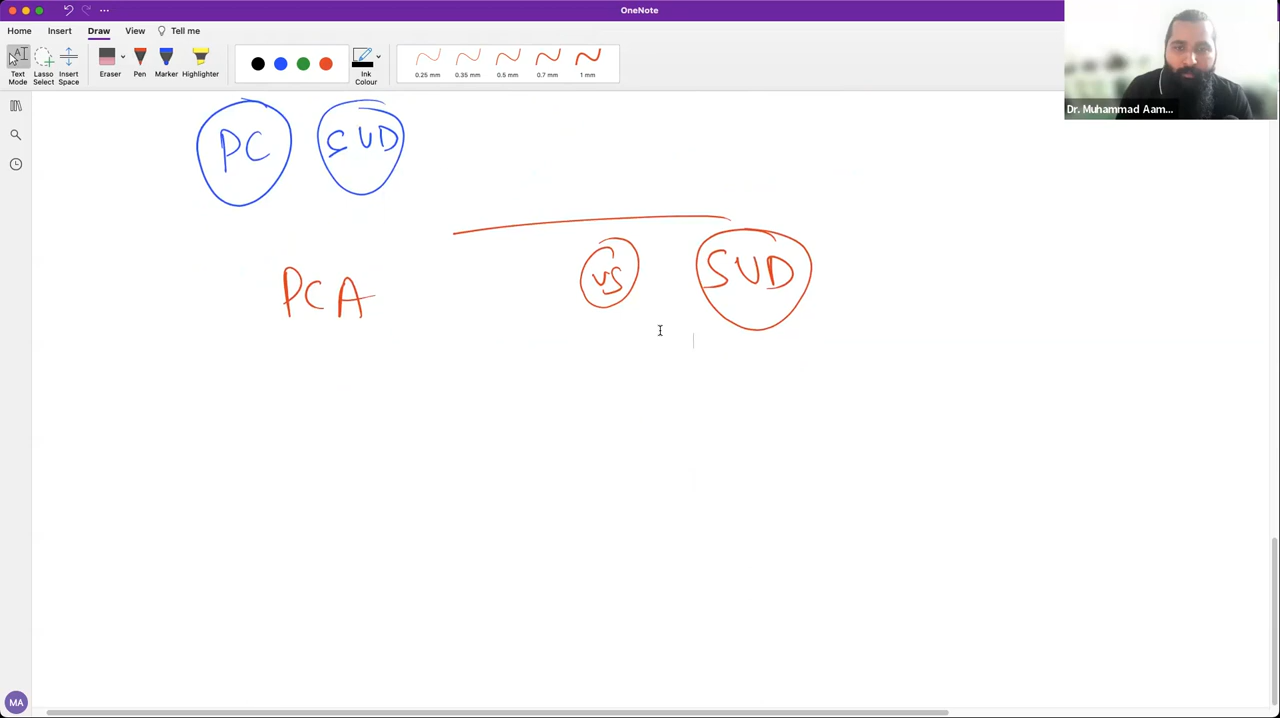 OneNote
Home Insert Draw View Tell me
Text Mode
Lasso Select
Insert Space
Eraser
Pen
Marker
Highlighter
Ink Colour
0.25 mm
0.35 mm
0.5 mm
0.7 mm
1 mm
Dr. Muhammad Aam...
PC SVD
PCA vs SVD
MA